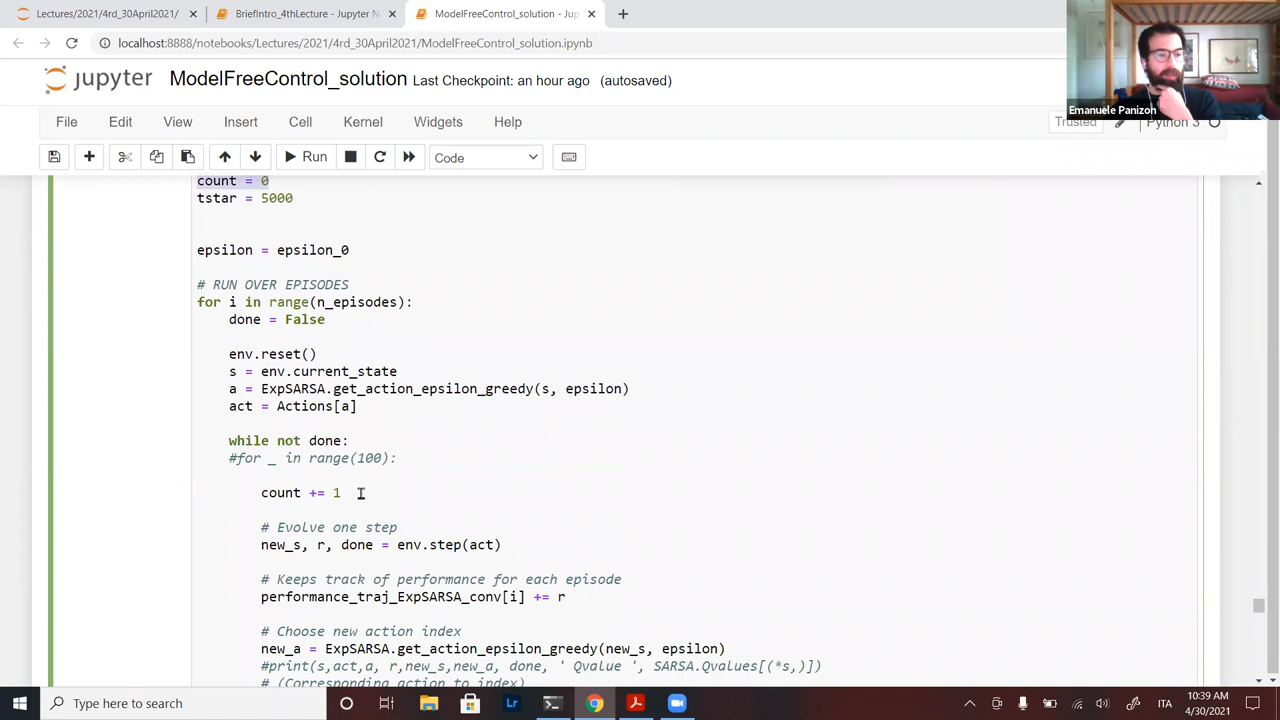 Lectures/2021/4rd_30April2021/
BriefIntro_4thLecture - Jupyter N
ModelFreeControl_solution - Jup
localhost:8888/notebooks/Lectures/2021/4rd_30April2021/ModelFreeControl_solution.ipynb
jupyter ModelFreeControl_solution Last Checkpoint: an hour ago (autosaved)
Emanuele Panizon
File Edit View Insert Cell Kernel Widgets Help
Trusted
Python 3
Run
Code
count = 0
tstar = 5000
epsilon = epsilon_0
# RUN OVER EPISODES
for i in range(n_episodes):
done = False
env.reset()
s = env.current_state
a = ExpSARSA.get_action_epsilon_greedy(s, epsilon)
act = Actions[a]
while not done:
#for _ in range(100):
count += 1
# Evolve one step
new_s, r, done = env.step(act)
# Keeps track of performance for each episode
performance_traj_ExpSARSA_conv[i] += r
# Choose new action index
new_a = ExpSARSA.get_action_epsilon_greedy(new_s, epsilon)
#print(s,act,a, r,new_s,new_a, done, ' Qvalue ', SARSA.Qvalues[(*s,)])
# (Corresponding action to index)
Type here to search
ITA
10:39 AM
4/30/2021